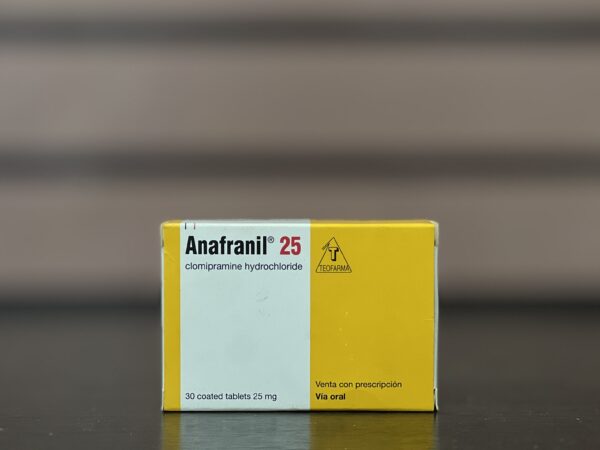 Anafranil® 25
clomipramine hydrochloride
TEOFARMA
30 coated tablets 25 mg
Venta con prescripción
Vía oral